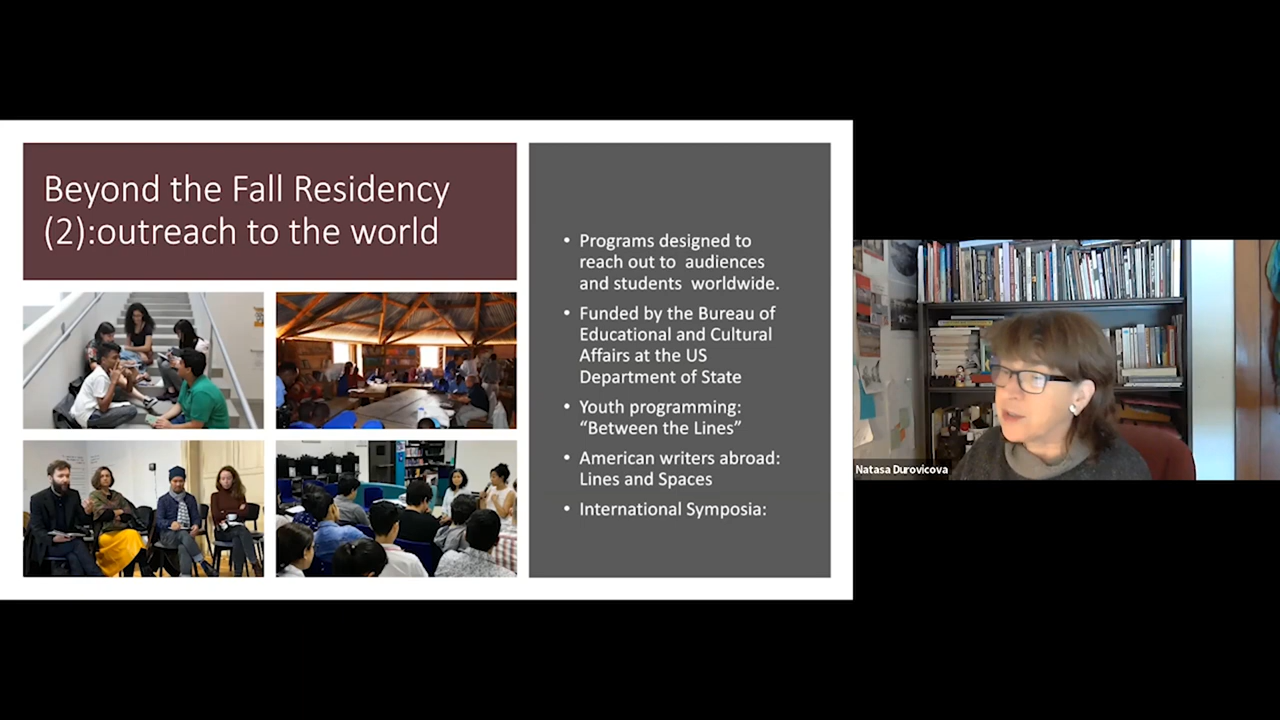 Beyond the Fall Residency
(2):outreach to the world
• Programs designed to
reach out to audiences
and students worldwide.
• Funded by the Bureau of
Educational and Cultural
Affairs at the US
Department of State
• Youth programming:
“Between the Lines”
• American writers abroad:
Lines and Spaces
• International Symposia:
Natasa Durovicova